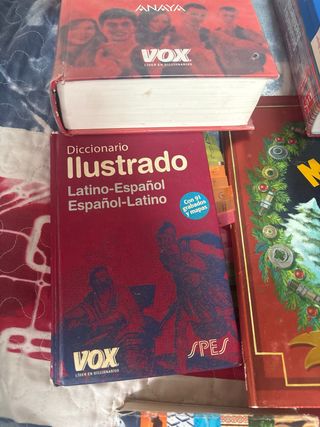 ANAYA
VOX
LÍDER EN DICCIONARIOS
Diccionario
Ilustrado
Latino-Español
Español-Latino
Con 91
grabados
y mapas
VOX
LÍDER EN DICCIONARIOS
SPES
M